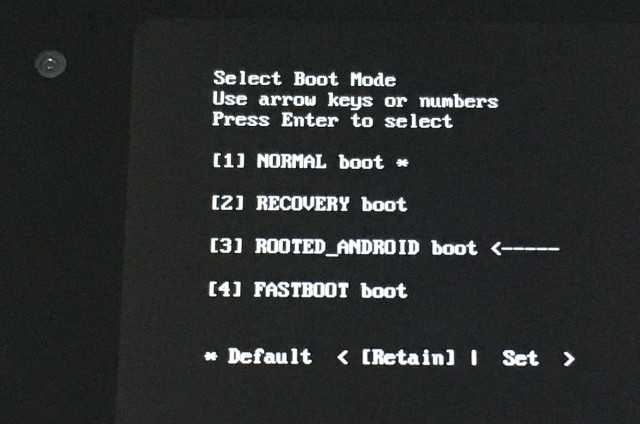 Select Boot Mode
Use arrow keys or numbers
Press Enter to select
[1] NORMAL boot *
[2] RECOVERY boot
[3] ROOTED_ANDROID boot <-----
[4] FASTBOOT boot
* Default < [Retain] | Set >